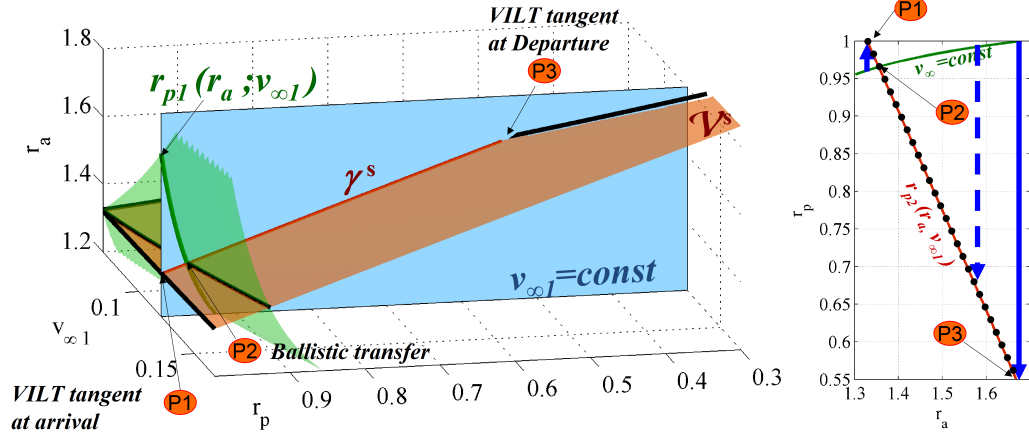 VILT tangent
at Departure
P3
1.8
1.6
1.4
1.2
r_a
r_p1(r_a ;v_∞1)
γ^s
V^s
v_∞1=const
0.1
0.15
v_∞1
P2 Ballistic transfer
VILT tangent
at arrival
P1
r_p
0.9
0.8
0.7
0.6
0.5
0.4
0.3
P1
1
0.95
0.9
0.85
0.8
0.75
0.7
0.65
0.6
0.55
r_p
v_∞=const
P2
r_p2(r_a, v_∞1)
P3
1.3
1.4
1.5
1.6
r_a